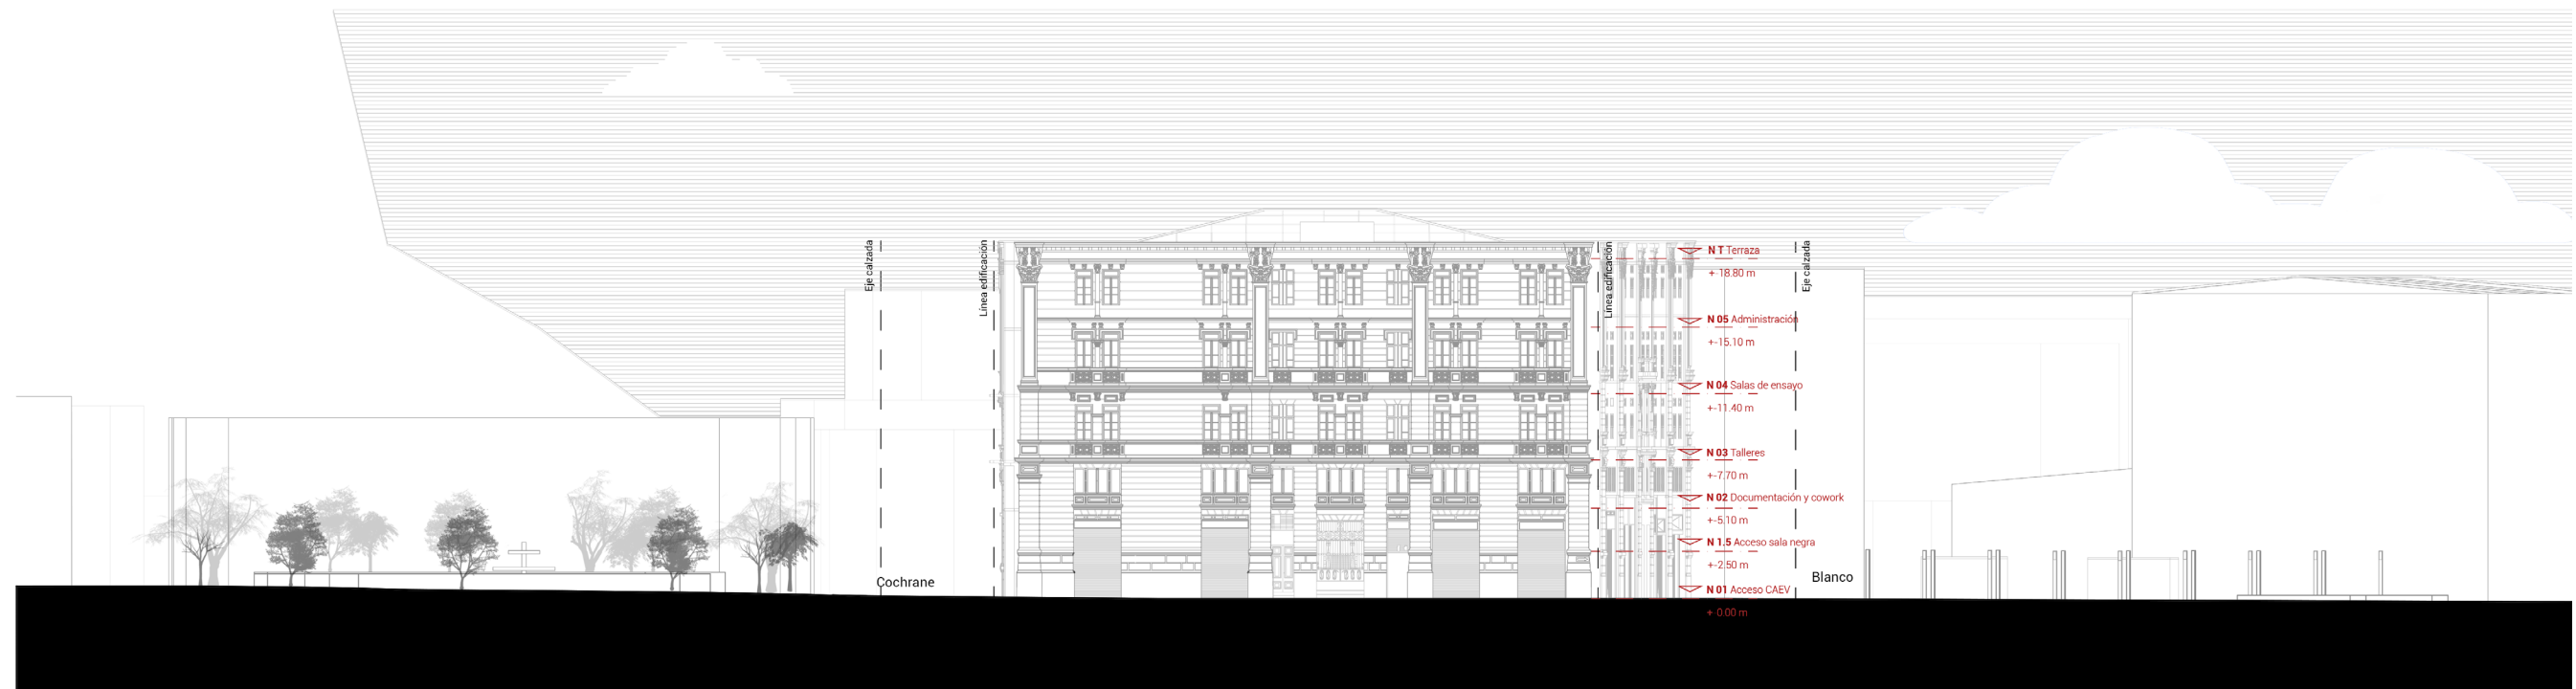 Eje calzada
Línea edificación
Línea edificación
Eje calzada
N T Terraza
+ 18.80 m
N 05 Administración
+-15.10 m
N 04 Salas de ensayo
+-11.40 m
N 03 Talleres
+-7.70 m
N 02 Documentación y cowork
+-5.10 m
N 1.5 Acceso sala negra
+-2.50 m
Cochrane
Blanco
N 01 Acceso CAEV
+ 0.00 m